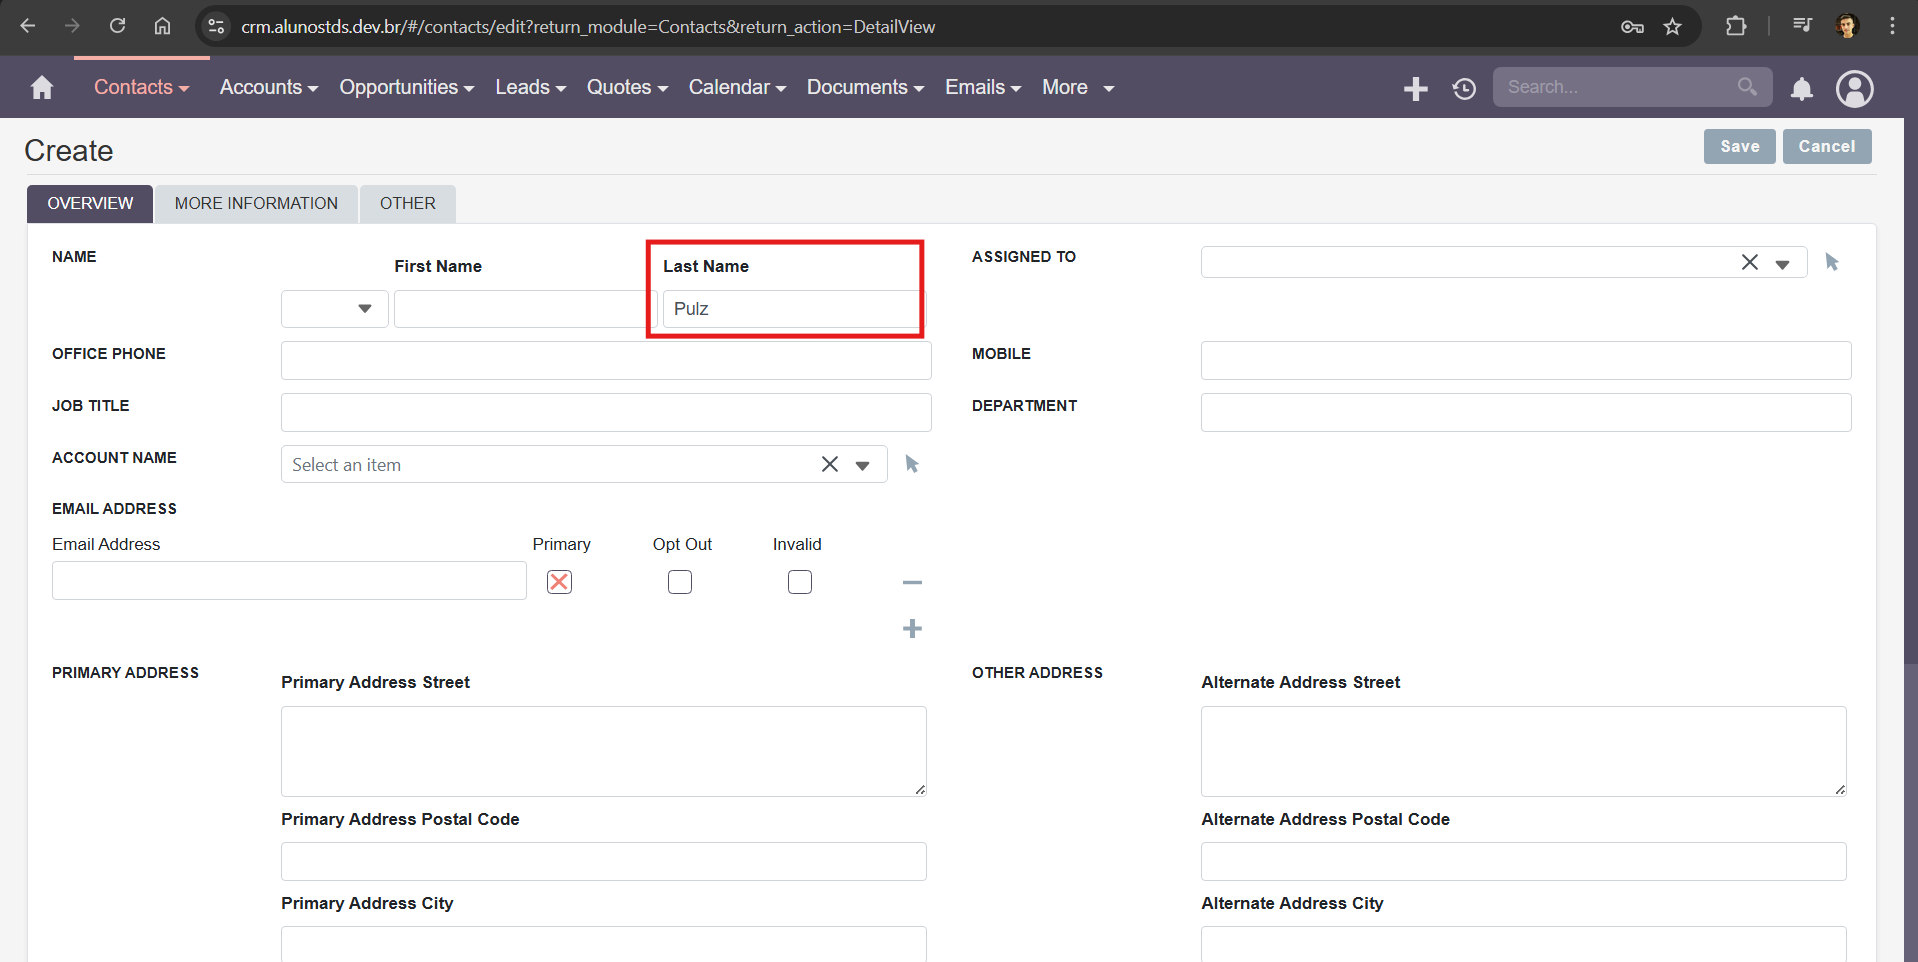 crm.alunostds.dev.br/#/contacts/edit?return_module=Contacts&return_action=DetailView
Contacts Accounts Opportunities Leads Quotes Calendar Documents Emails More Search...
Create Save Cancel
OVERVIEW MORE INFORMATION OTHER
NAME First Name Last Name ASSIGNED TO
Pulz
OFFICE PHONE MOBILE
JOB TITLE DEPARTMENT
ACCOUNT NAME Select an item
EMAIL ADDRESS
Email Address Primary Opt Out Invalid
PRIMARY ADDRESS Primary Address Street OTHER ADDRESS Alternate Address Street
Primary Address Postal Code Alternate Address Postal Code
Primary Address City Alternate Address City